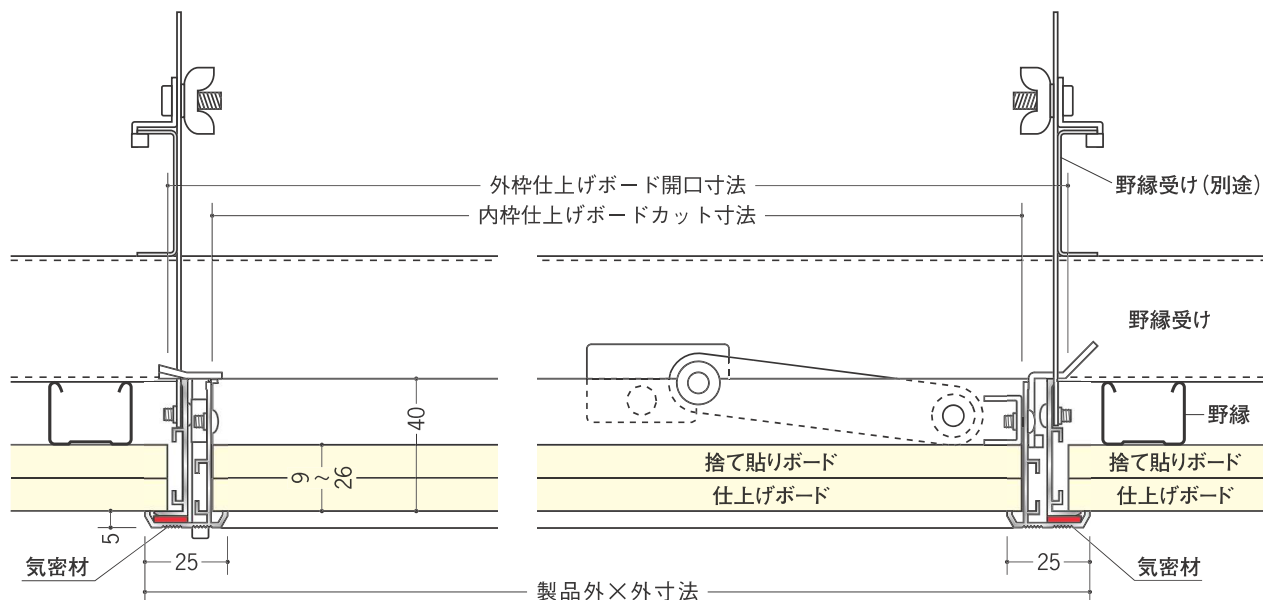 外枠仕上げボード開口寸法
野縁受け(別途)
内枠仕上げボードカット寸法
野縁受け
40
野縁
9~26
捨て貼りボード
捨て貼りボード
仕上げボード
仕上げボード
5
気密材
25
25
気密材
製品外×外寸法